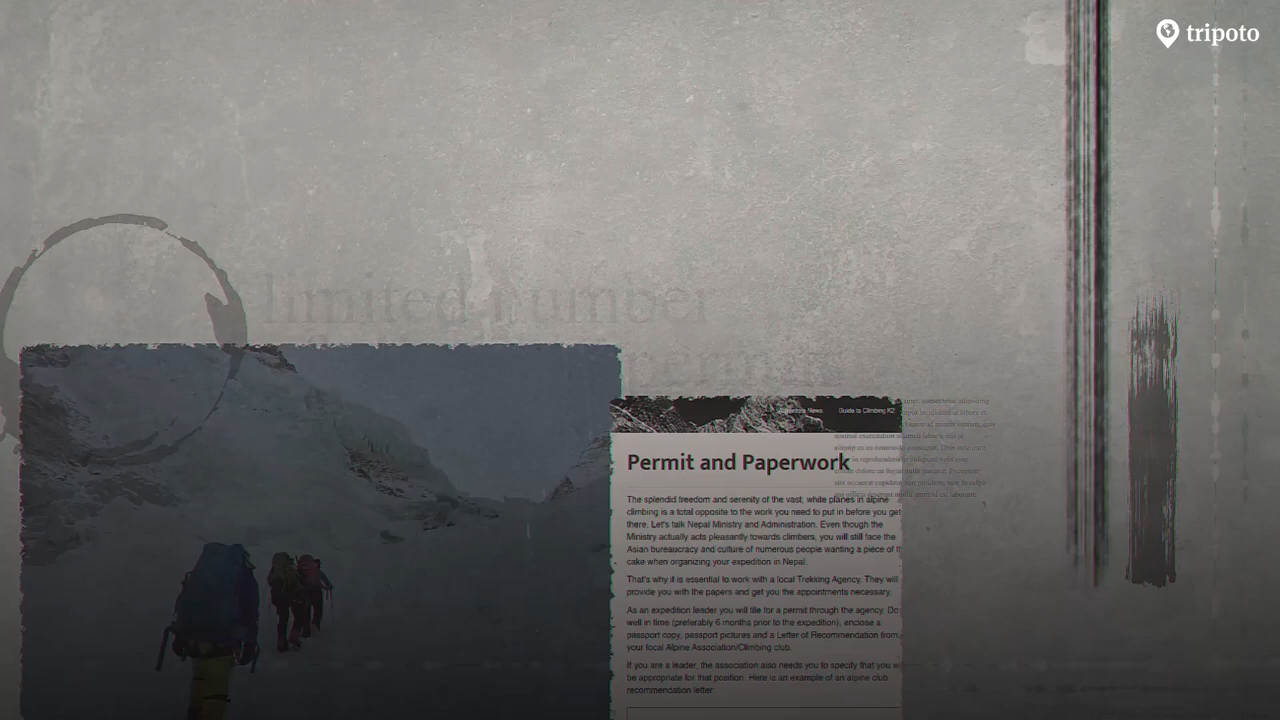 tripoto
limited number
Adventure News Guide to Climbing K2
Permit and Paperwork
The splendid freedom and serenity of the vast, white planes in alpine
climbing is a total opposite to the work you need to put in before you get
there. Let's talk Nepal Ministry and Administration. Even though the
Ministry actually acts pleasantly towards climbers, you will still face the
Asian bureaucracy and culture of numerous people wanting a piece of
cake when organizing your expedition in Nepal.
That's why it is essential to work with a local Trekking Agency. They will
provide you with the papers and get you the appointments necessary.
As an expedition leader you will file for a permit through the agency. Do
well in time (preferably 6 months prior to the expedition), enclose a
passport copy, passport pictures and a Letter of Recommendation from
your local Alpine Association/Climbing club.
If you are a leader, the association also needs you to specify that you
be appropriate for that position. Here is an example of an alpine club
recommendation letter: